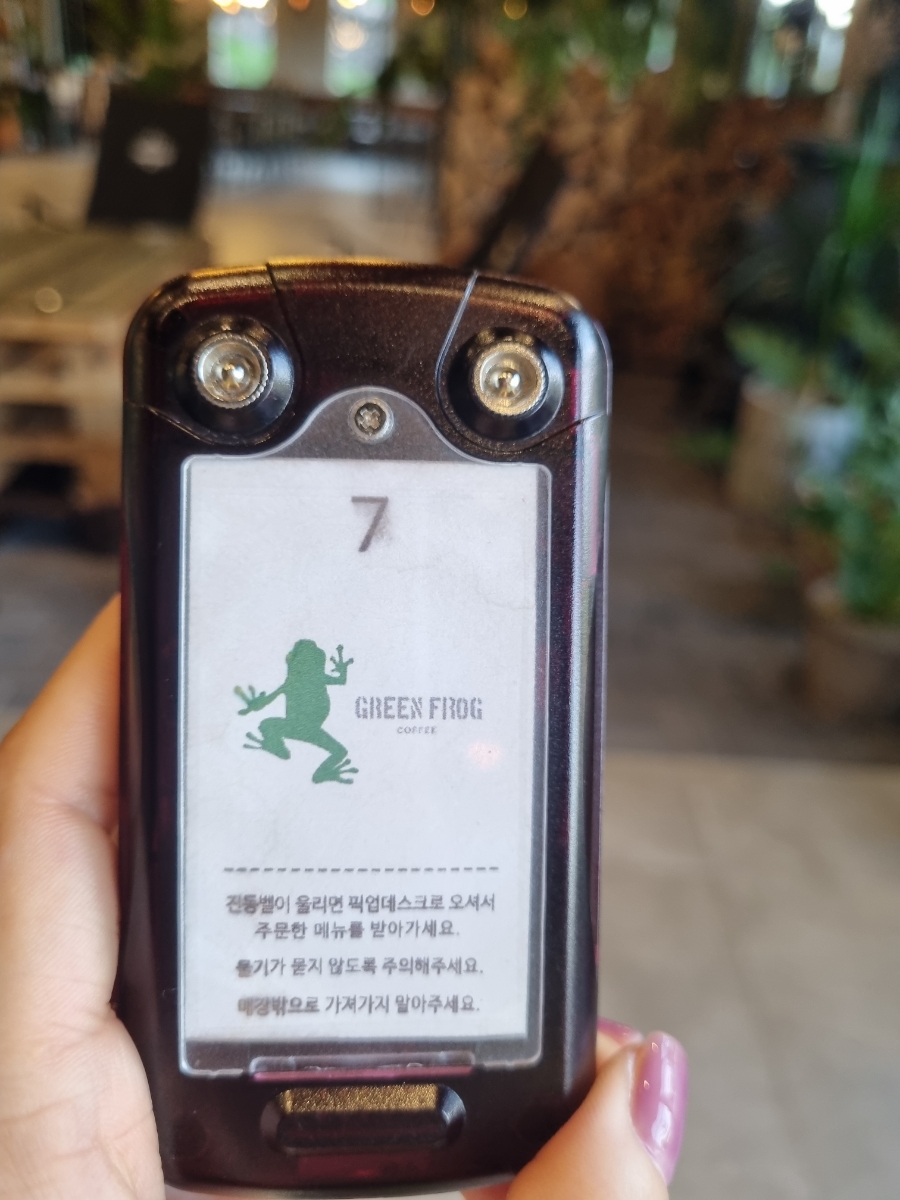 7
GREEN FROG
COFFEE
진동벨이 울리면 픽업데스크로 오셔서
주문한 메뉴를 받아가세요.
물기가 묻지 않도록 주의해주세요.
매장밖으로 가져가지 말아주세요.